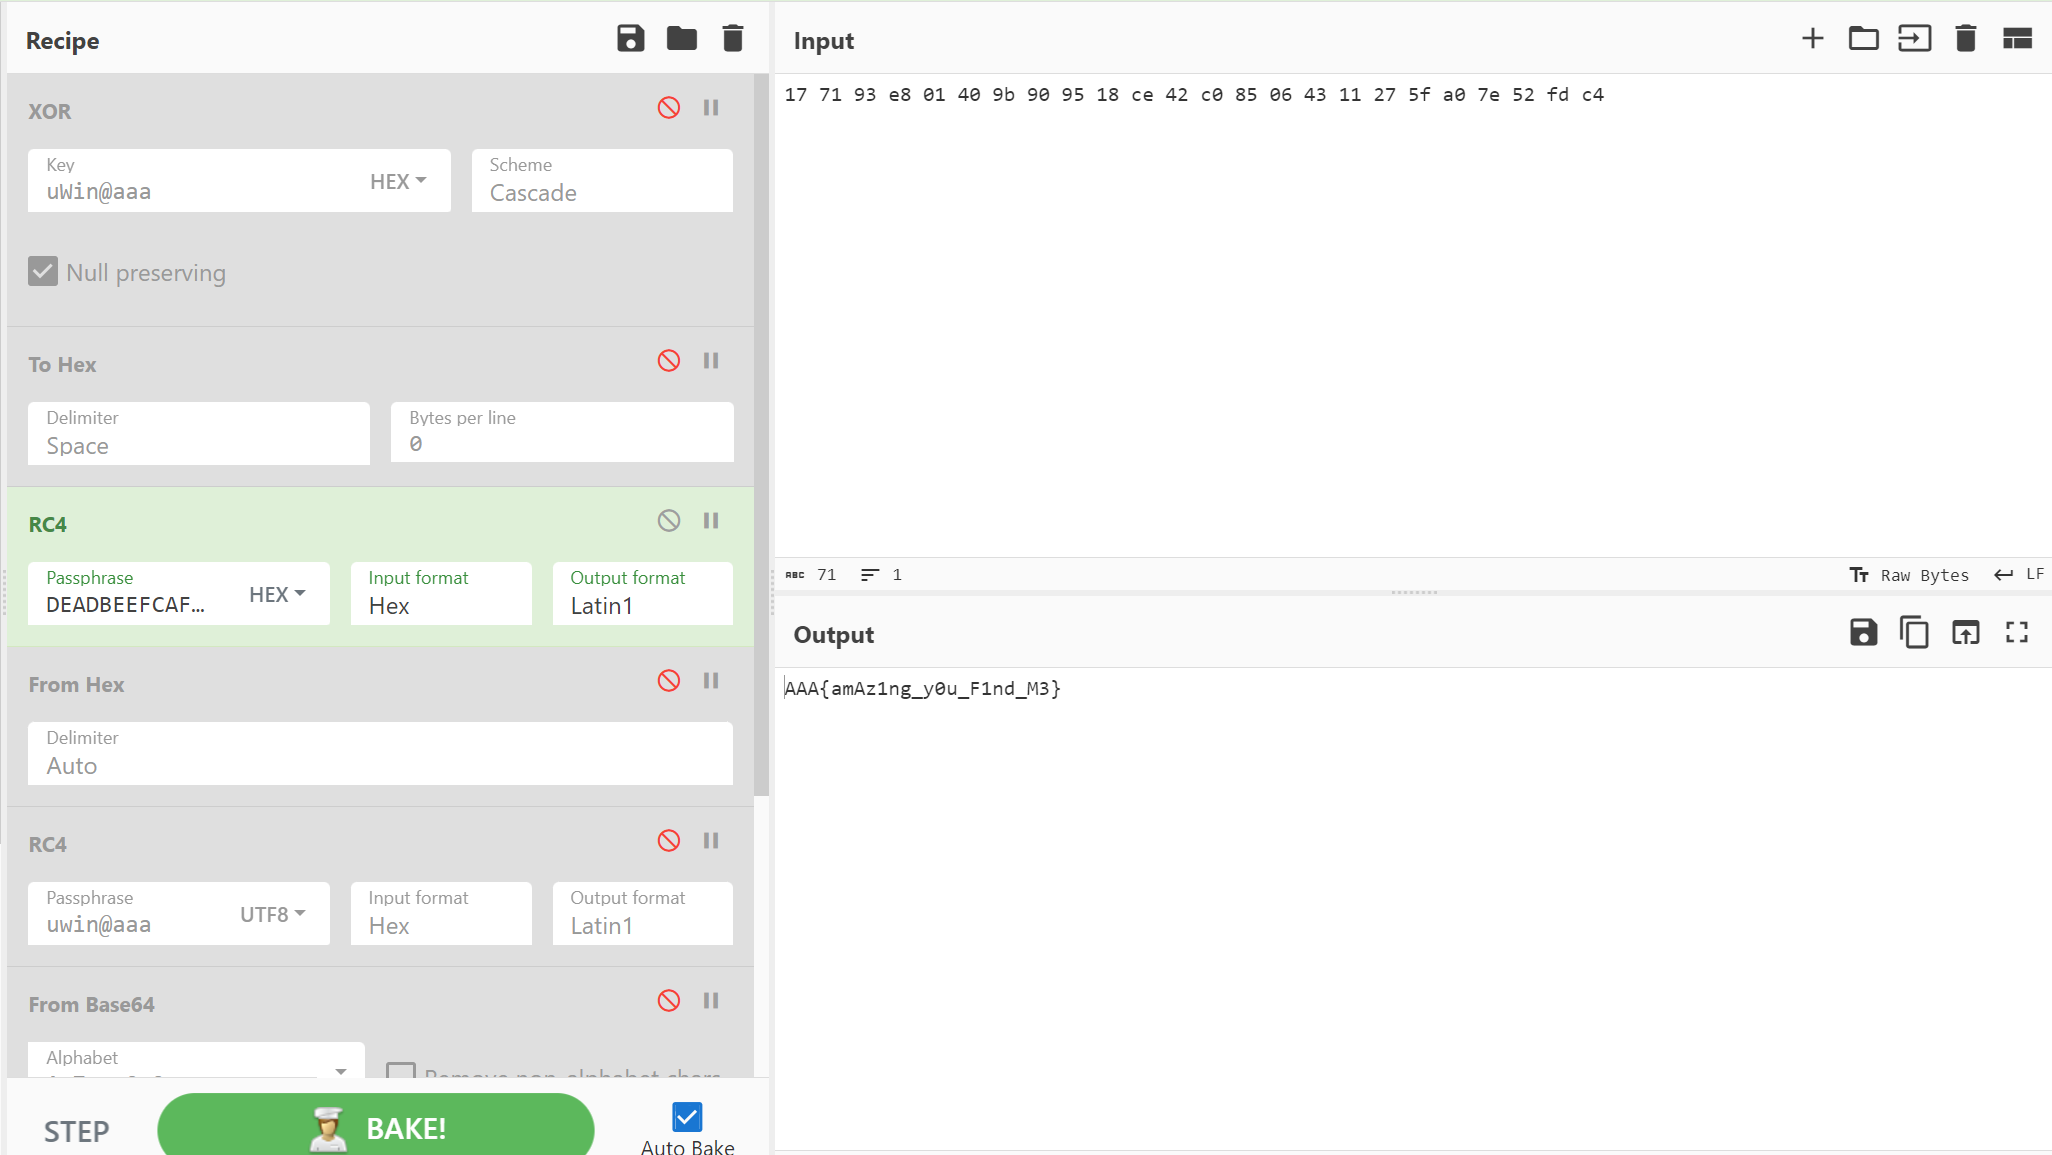 Recipe
XOR
Key
uWin@aaa
HEX
Scheme
Cascade
Null preserving
To Hex
Delimiter
Space
Bytes per line
0
RC4
Passphrase
DEADBEEFCAF...
HEX
Input format
Hex
Output format
Latin1
From Hex
Delimiter
Auto
RC4
Passphrase
uwin@aaa
UTF8
Input format
Hex
Output format
Latin1
From Base64
Alphabet
Remove non-alphabet chars
STEP
BAKE!
Auto Bake
Input
17 71 93 e8 01 40 9b 90 95 18 ce 42 c0 85 06 43 11 27 5f a0 7e 52 fd c4
ABC 71 1
Tт Raw Bytes LF
Output
AAA{amAz1ng_y0u_F1nd_M3}